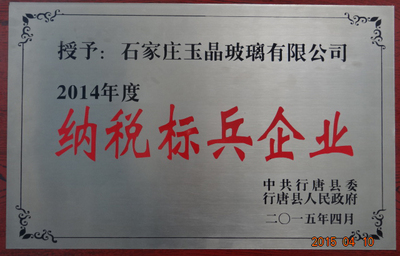 授予：石家庄玉晶玻璃有限公司
2014年度
纳税标兵企业
中共行唐县委
行唐县人民政府
二〇一五年四月
2015 04 10